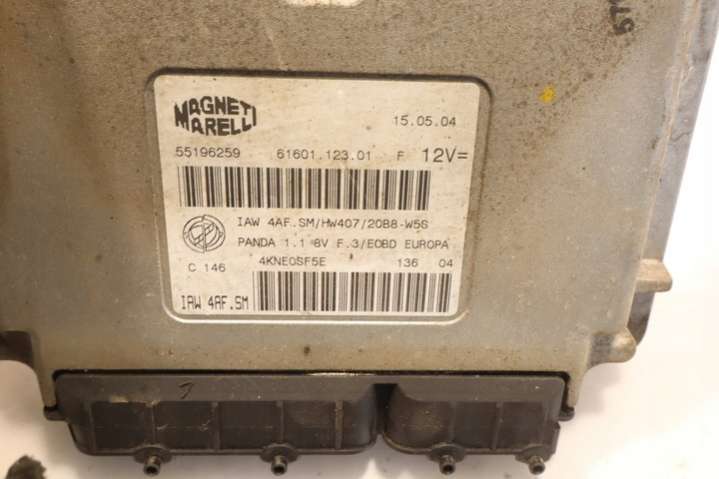 MAGNETI
MARELLI
15.05.04
55196259 61601.123.01 F 12V=
IAW 4AF.SM/HW407/20B8-W5S
PANDA 1.1 8V F.3/EOBD EUROPA
C 146 4KNE0SF5E 136 04
IAW 4AF.SM